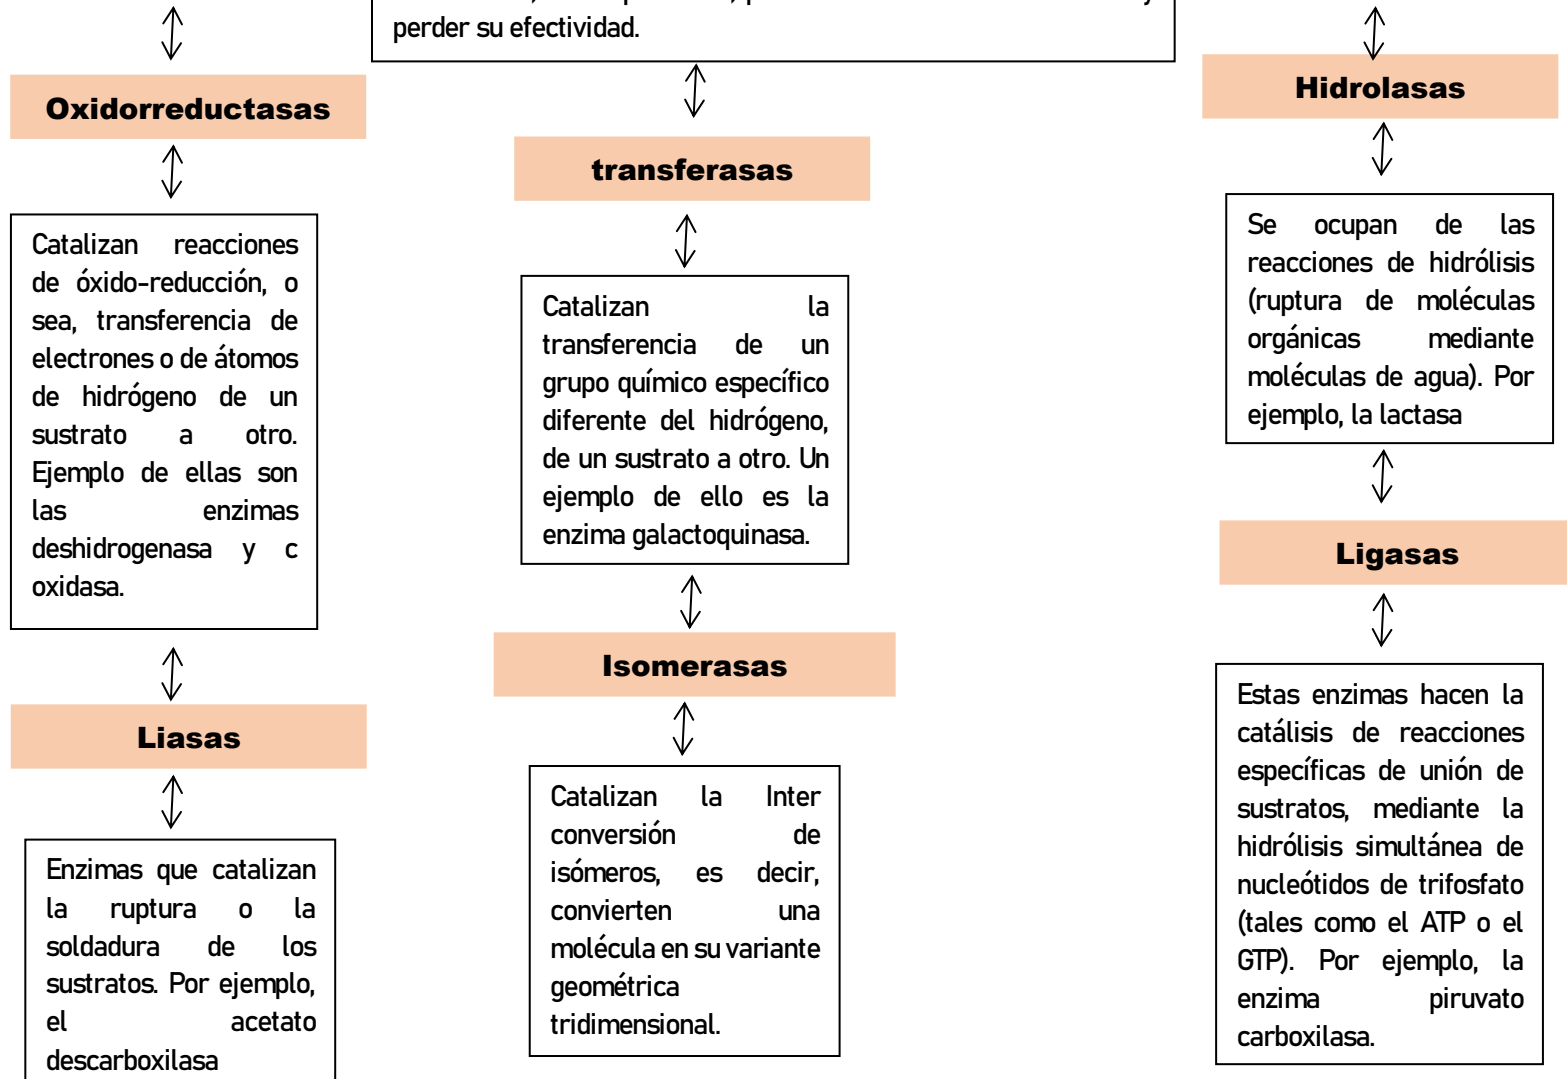 perder su efectividad.
Oxidorreductasas
Catalizan reacciones
de óxido-reducción, o
sea, transferencia de
electrones o de átomos
de hidrógeno de un
sustrato a otro.
Ejemplo de ellas son
las enzimas
deshidrogenasa y c
oxidasa.
Liasas
Enzimas que catalizan
la ruptura o la
soldadura de los
sustratos. Por ejemplo,
el acetato
descarboxilasa
transferasas
Catalizan la
transferencia de un
grupo químico específico
diferente del hidrógeno,
de un sustrato a otro. Un
ejemplo de ello es la
enzima galactoquinasa.
Isomerasas
Catalizan la Inter
conversión de
isómeros, es decir,
convierten una
molécula en su variante
geométrica
tridimensional.
Hidrolasas
Se ocupan de las
reacciones de hidrólisis
(ruptura de moléculas
orgánicas mediante
moléculas de agua). Por
ejemplo, la lactasa
Ligasas
Estas enzimas hacen la
catálisis de reacciones
específicas de unión de
sustratos, mediante la
hidrólisis simultánea de
nucleótidos de trifosfato
(tales como el ATP o el
GTP). Por ejemplo, la
enzima piruvato
carboxilasa.